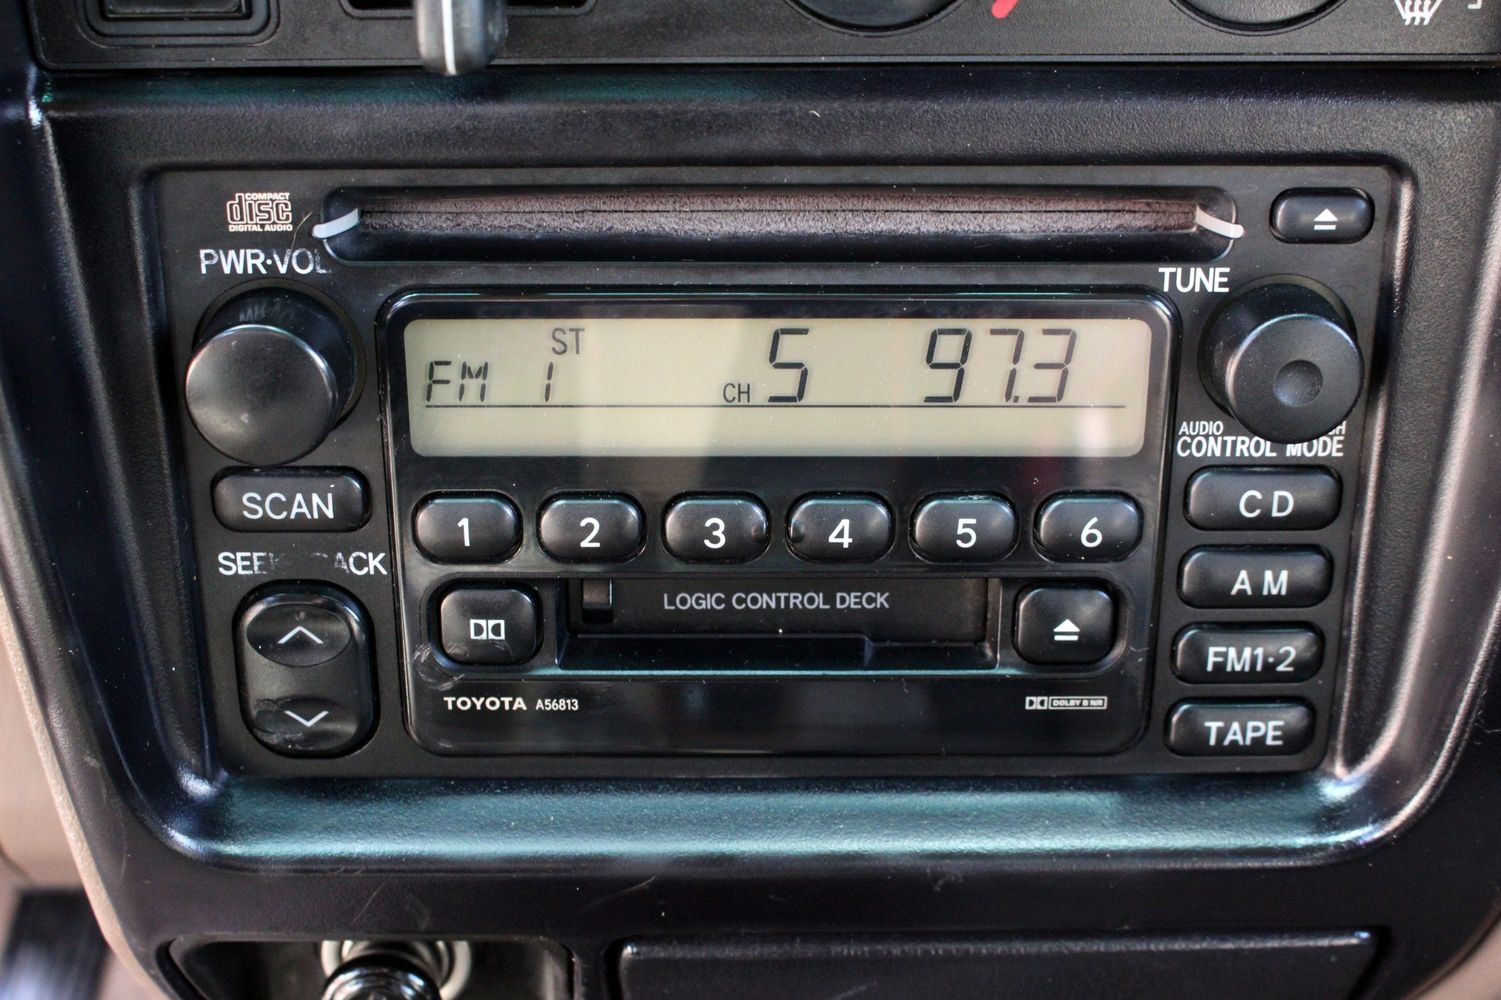 COMPACT
disc
DIGITAL AUDIO
PWR·VOL
TUNE
FM 1 ST CH 5 97.3
AUDIO
CONTROL MODE
SCAN
1 2 3 4 5 6
CD
AM
LOGIC CONTROL DECK
FM1·2
TOYOTA A56813
DOLBY B NR
TAPE